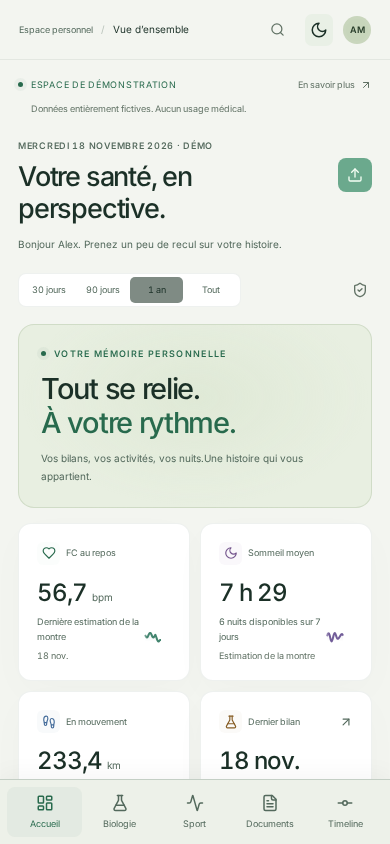 Espace personnel / Vue d'ensemble
AM
ESPACE DE DÉMONSTRATION
En savoir plus
Données entièrement fictives. Aucun usage médical.
MERCREDI 18 NOVEMBRE 2026 · DÉMO
Votre santé, en
perspective.
Bonjour Alex. Prenez un peu de recul sur votre histoire.
30 jours 90 jours 1 an Tout
VOTRE MÉMOIRE PERSONNELLE
Tout se relie.
À votre rythme.
Vos bilans, vos activités, vos nuits.Une histoire qui vous
appartient.
FC au repos
56,7 bpm
Dernière estimation de la
montre
18 nov.
Sommeil moyen
7 h 29
6 nuits disponibles sur 7
jours
Estimation de la montre
En mouvement
233,4 km
Dernier bilan
18 nov.
Accueil Biologie Sport Documents Timeline